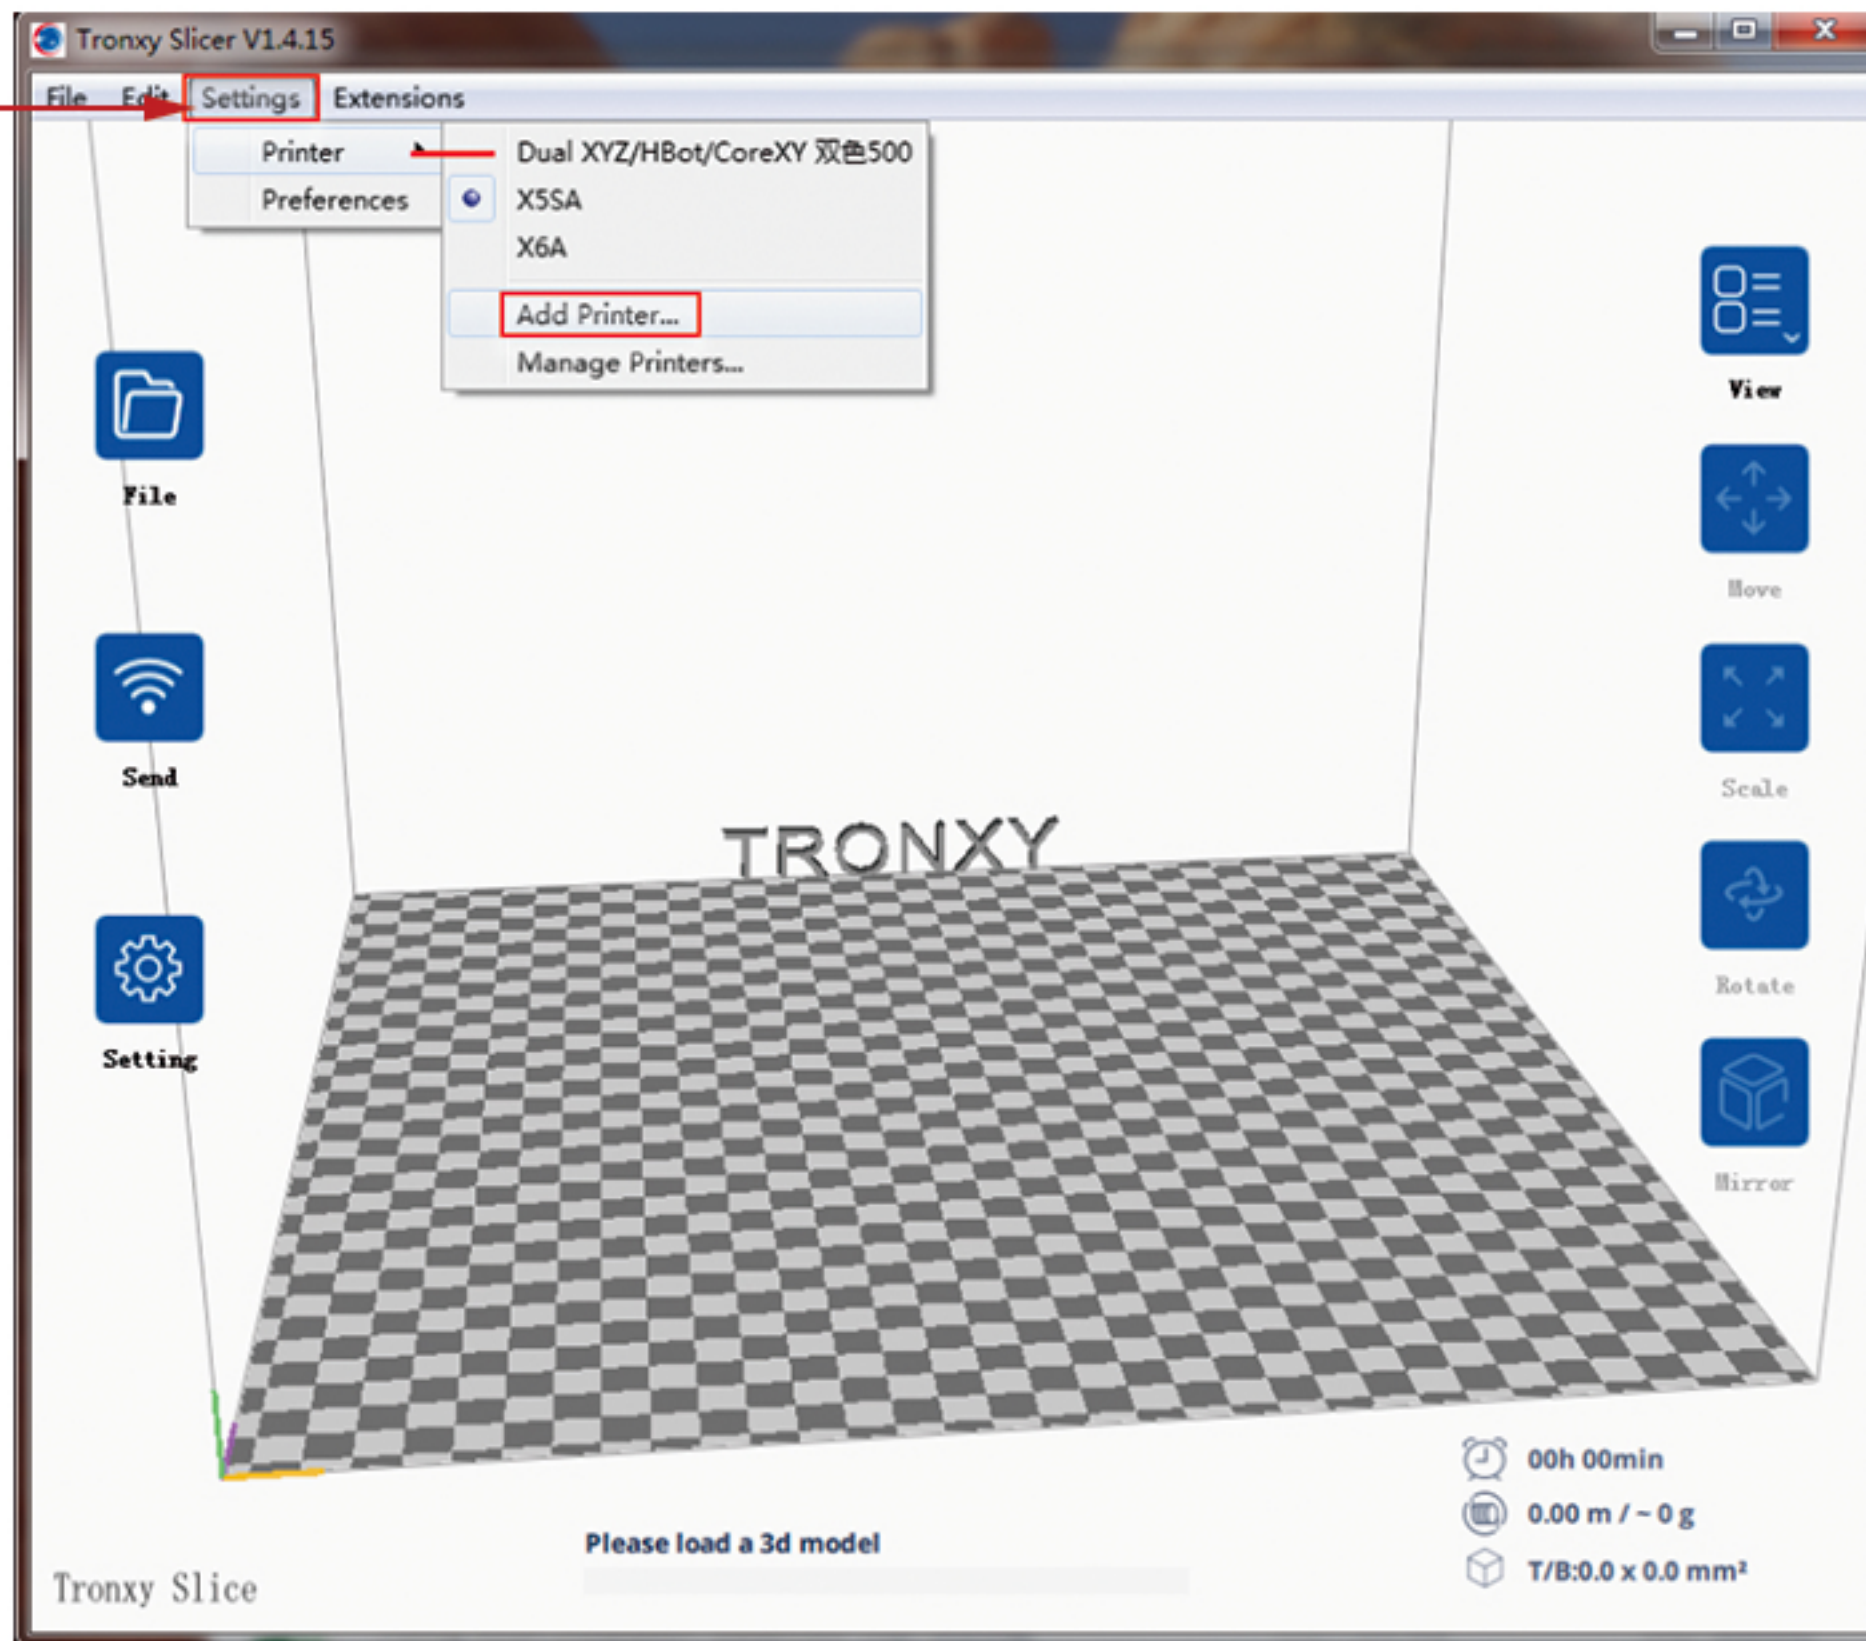 Tronxy Slicer V1.4.15
File Edit Settings Extensions
Printer
Preferences
Dual XYZ/HBot/CoreXY 双色500
X5SA
X6A
Add Printer...
Manage Printers...
File
Send
Setting
View
Move
Scale
Rotate
Mirror
TRONXY
00h 00min
0.00 m / ~ 0 g
T/B:0.0 x 0.0 mm²
Please load a 3d model
Tronxy Slice